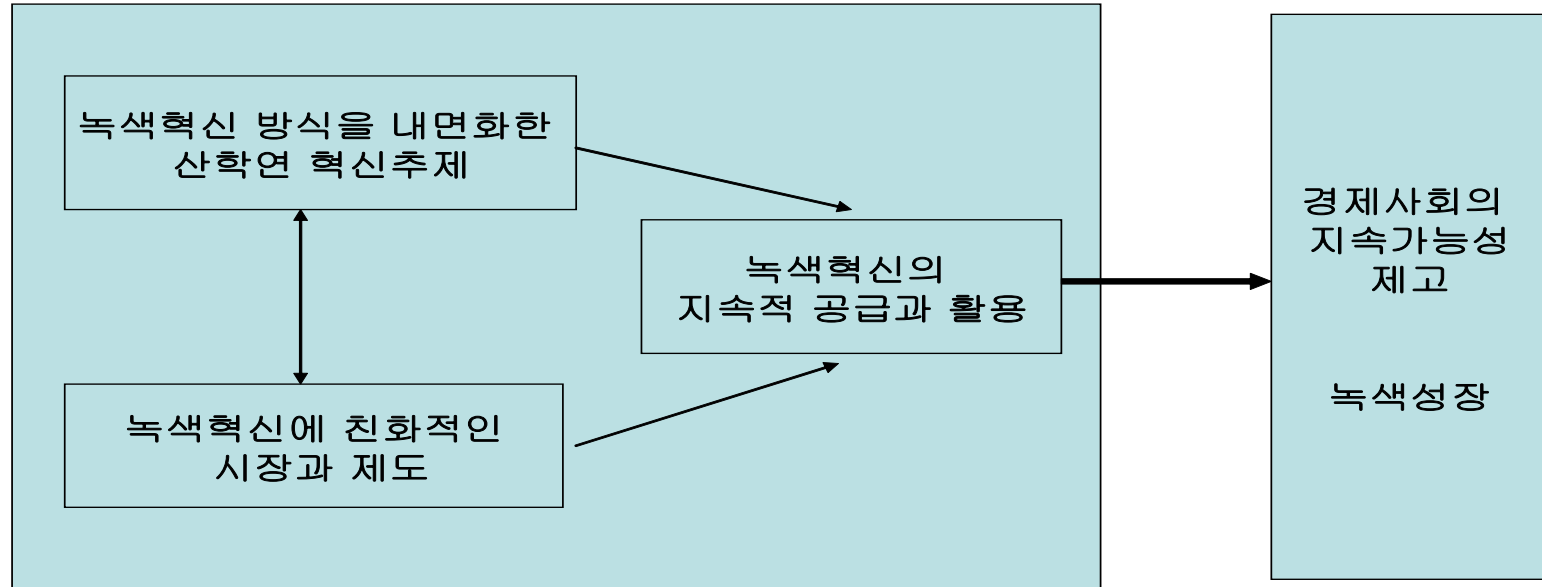 녹색혁신 방식을 내면화한
산학연 혁신추제
녹색혁신에 친화적인
시장과 제도
녹색혁신의
지속적 공급과 활용
경제사회의
지속가능성
제고
녹색성장